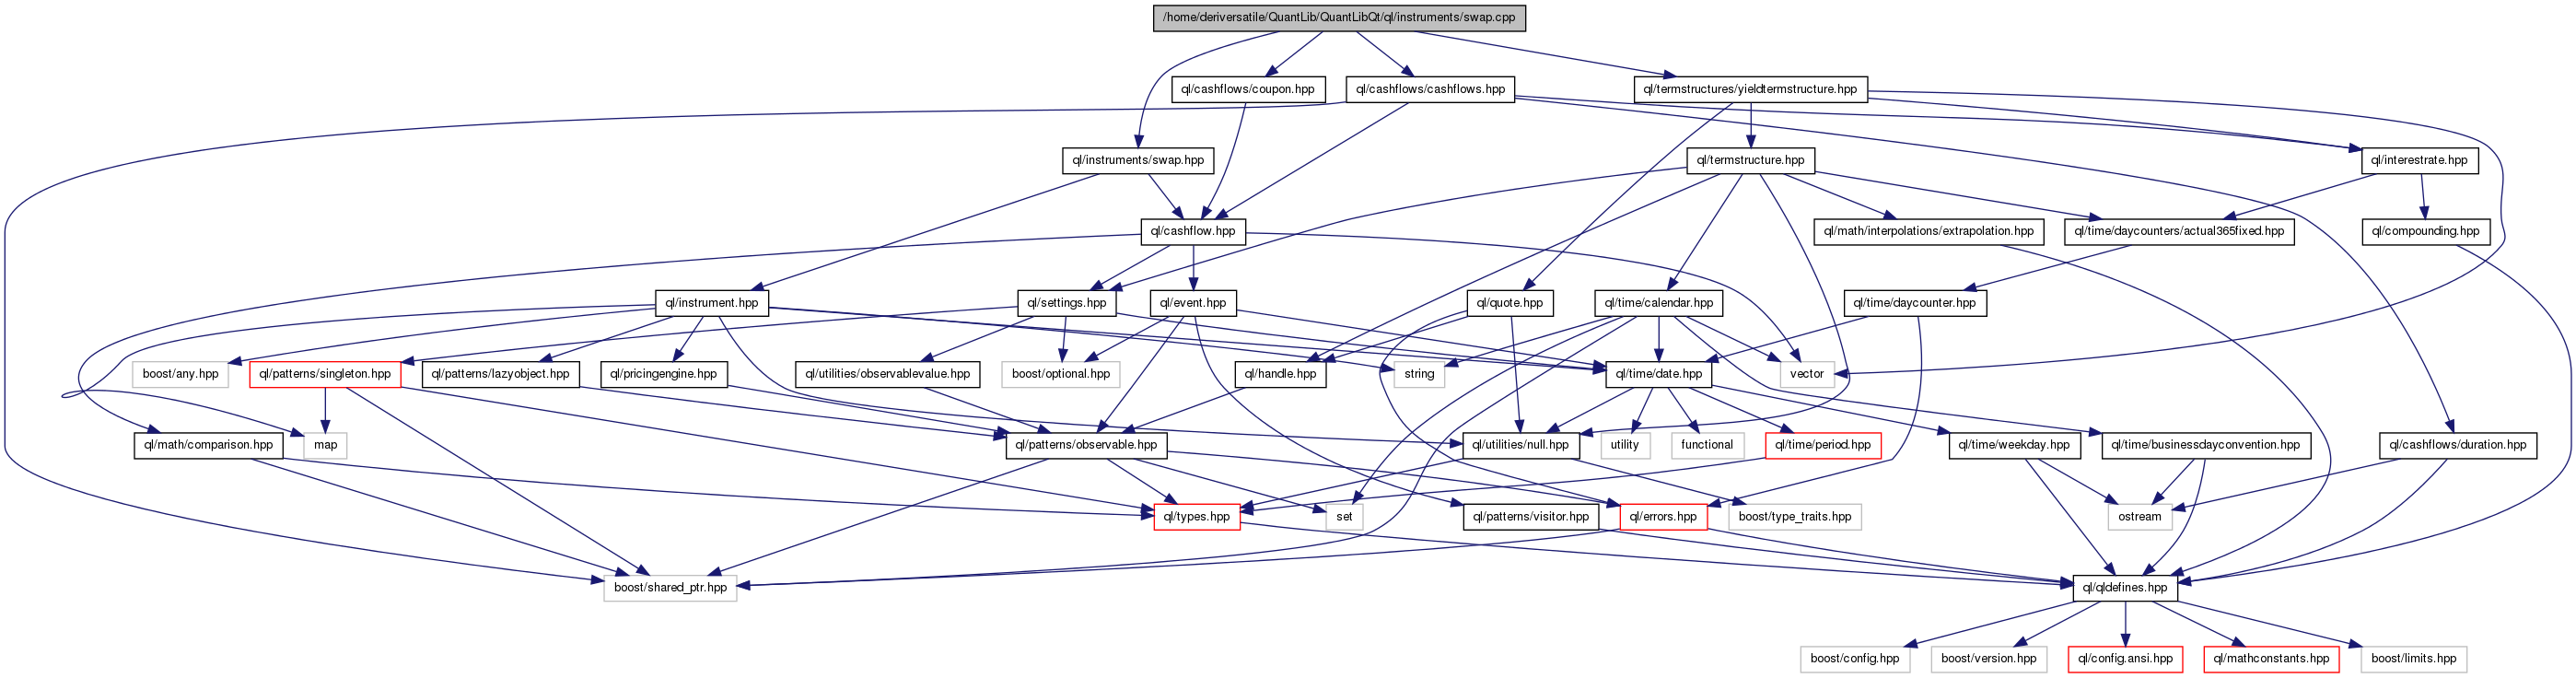 /home/deriversatile/QuantLib/QuantLibQt/ql/instruments/swap.cpp
ql/cashflows/coupon.hpp
ql/cashflows/cashflows.hpp
ql/termstructures/yieldtermstructure.hpp
ql/instruments/swap.hpp
ql/termstructure.hpp
ql/interestrate.hpp
ql/cashflow.hpp
ql/math/interpolations/extrapolation.hpp
ql/time/daycounters/actual365fixed.hpp
ql/compounding.hpp
ql/instrument.hpp
ql/settings.hpp
ql/event.hpp
ql/quote.hpp
ql/time/calendar.hpp
ql/time/daycounter.hpp
boost/any.hpp
ql/patterns/singleton.hpp
ql/patterns/lazyobject.hpp
ql/pricingengine.hpp
ql/utilities/observablevalue.hpp
boost/optional.hpp
ql/handle.hpp
string
ql/time/date.hpp
vector
ql/math/comparison.hpp
map
ql/patterns/observable.hpp
ql/utilities/null.hpp
utility
functional
ql/time/period.hpp
ql/time/weekday.hpp
ql/time/businessdayconvention.hpp
ql/cashflows/duration.hpp
ql/types.hpp
set
ql/patterns/visitor.hpp
ql/errors.hpp
boost/type_traits.hpp
ostream
boost/shared_ptr.hpp
ql/qldefines.hpp
boost/config.hpp
boost/version.hpp
ql/config.ansi.hpp
ql/mathconstants.hpp
boost/limits.hpp